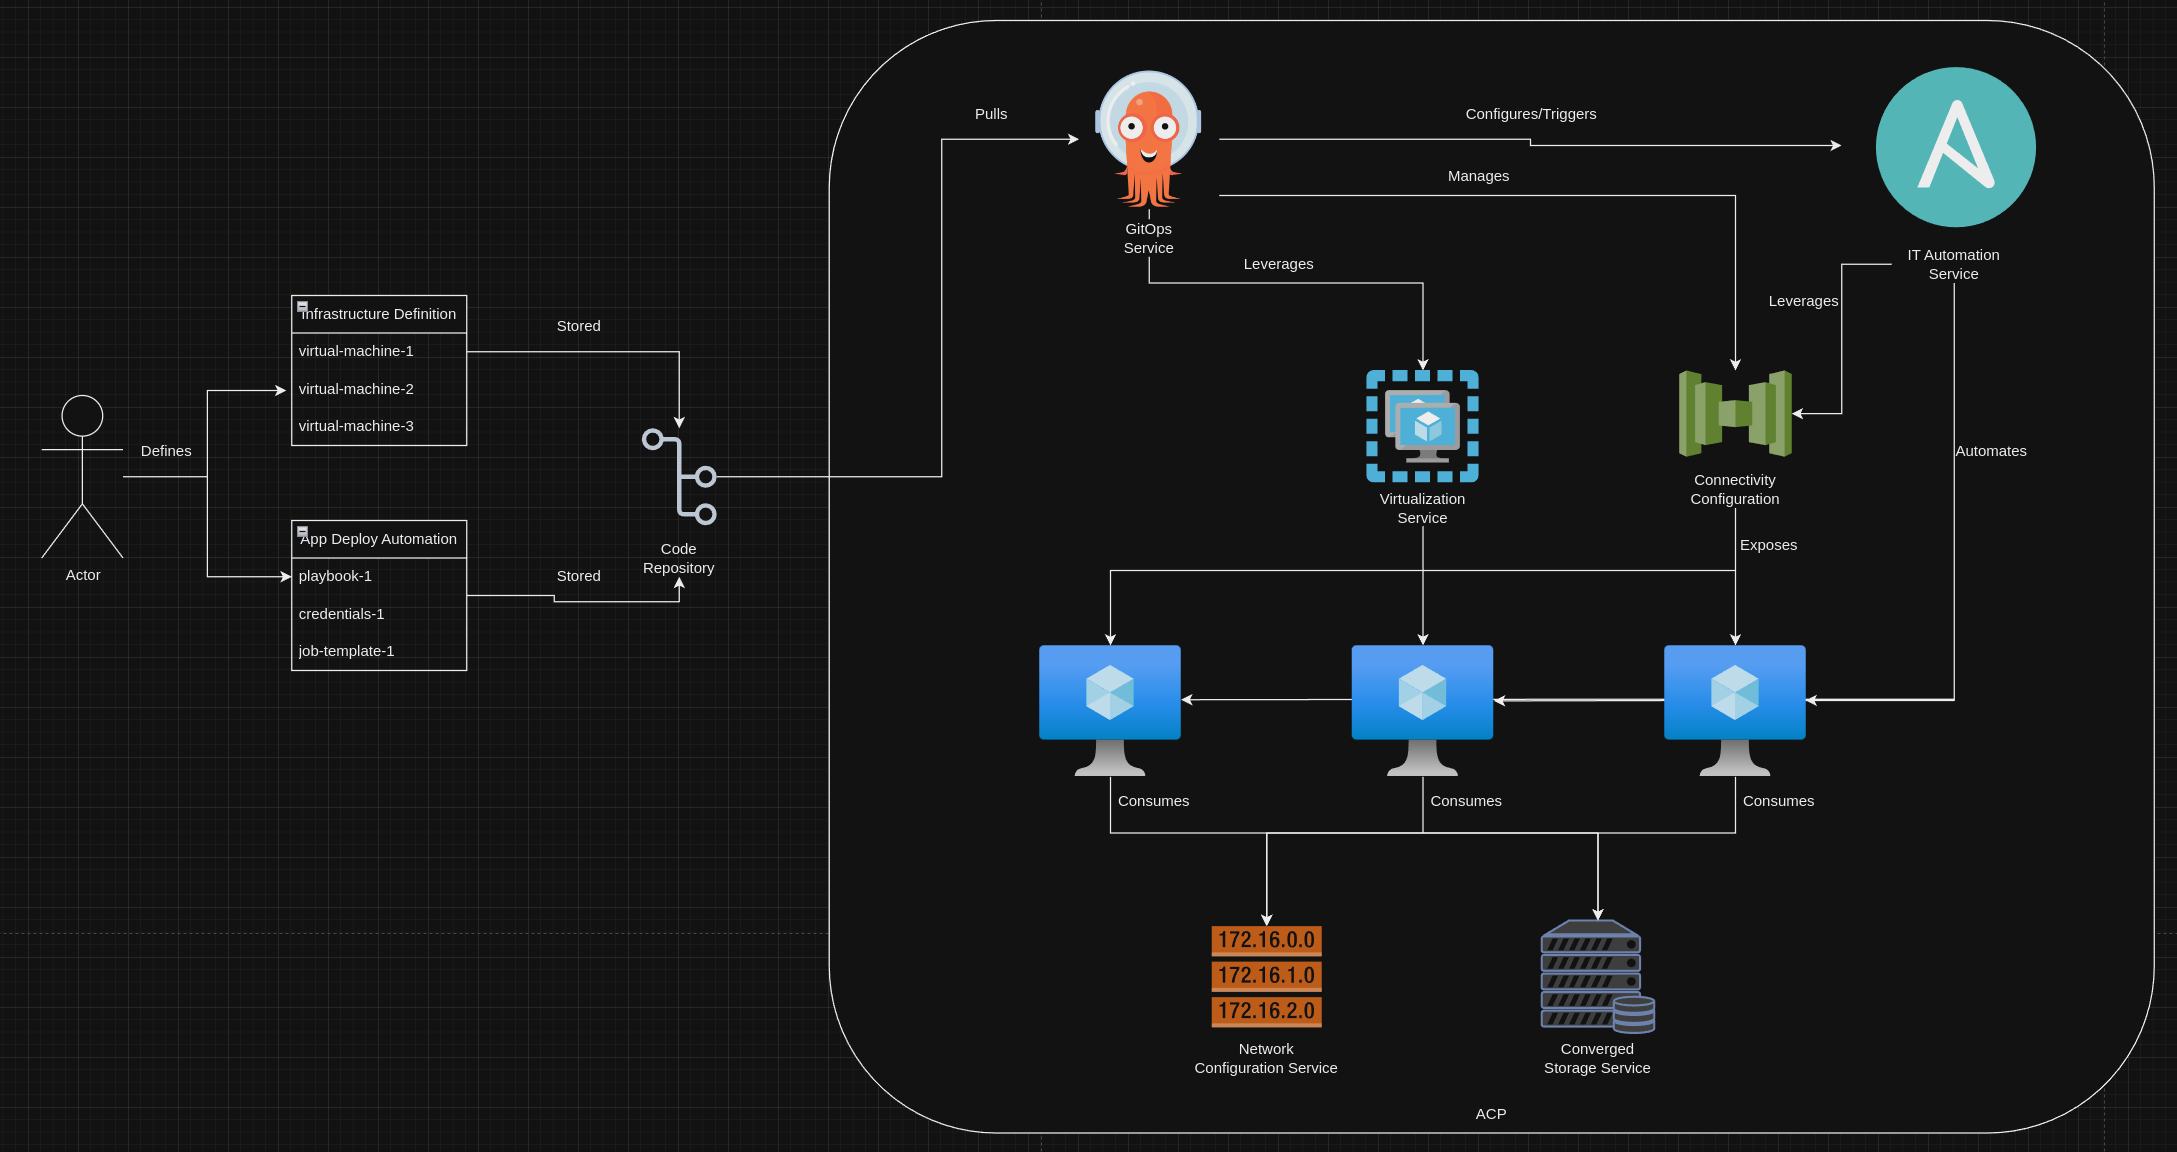 Pulls
Configures/Triggers
Manages
GitOps
Service
Leverages
IT Automation
Service
Leverages
Infrastructure Definition
virtual-machine-1
virtual-machine-2
virtual-machine-3
Stored
Defines
Actor
App Deploy Automation
playbook-1
credentials-1
job-template-1
Stored
Code
Repository
Virtualization
Service
Connectivity
Configuration
Automates
Exposes
Consumes
Consumes
Consumes
172.16.0.0
172.16.1.0
172.16.2.0
Network
Configuration Service
Converged
Storage Service
ACP